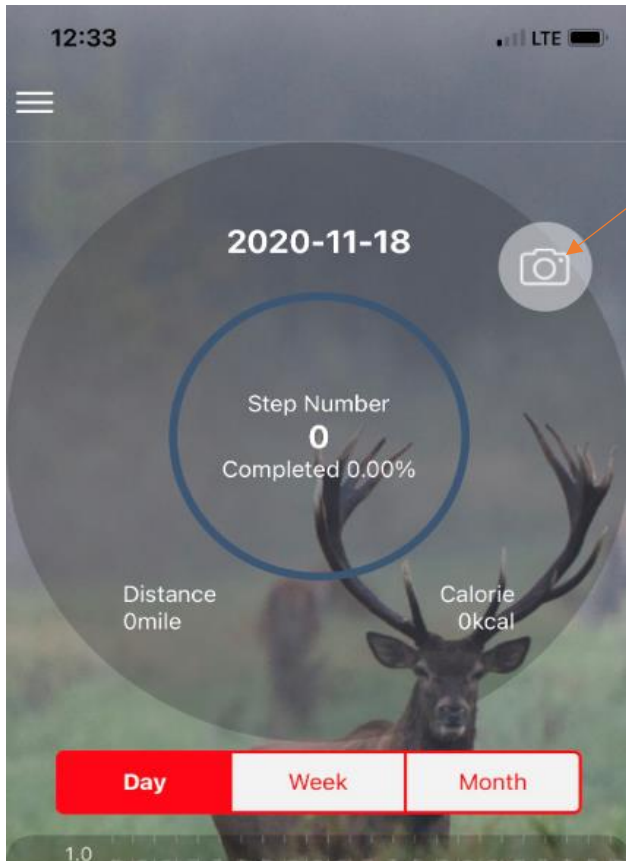 12:33 LTE
2020-11-18
Step Number
0
Completed 0.00%
Distance Calorie
0mile 0kcal
Day Week Month
1.0